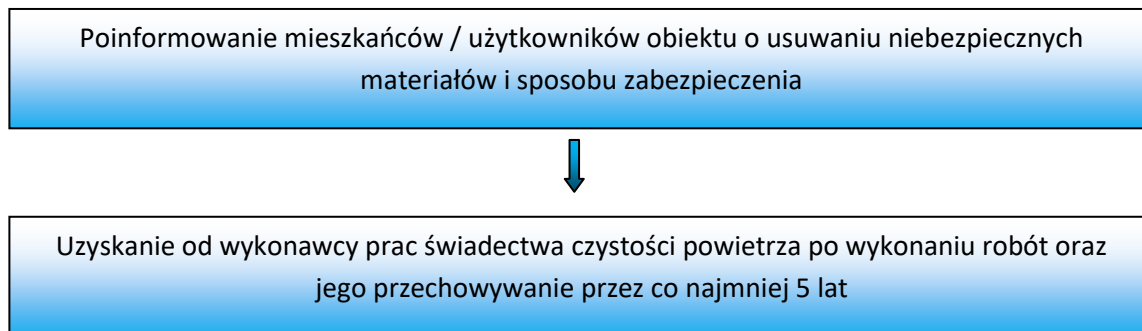 Poinformowanie mieszkańców / użytkowników obiektu o usuwaniu niebezpiecznych
materiałów i sposobu zabezpieczenia
Uzyskanie od wykonawcy prac świadectwa czystości powietrza po wykonaniu robót oraz
jego przechowywanie przez co najmniej 5 lat